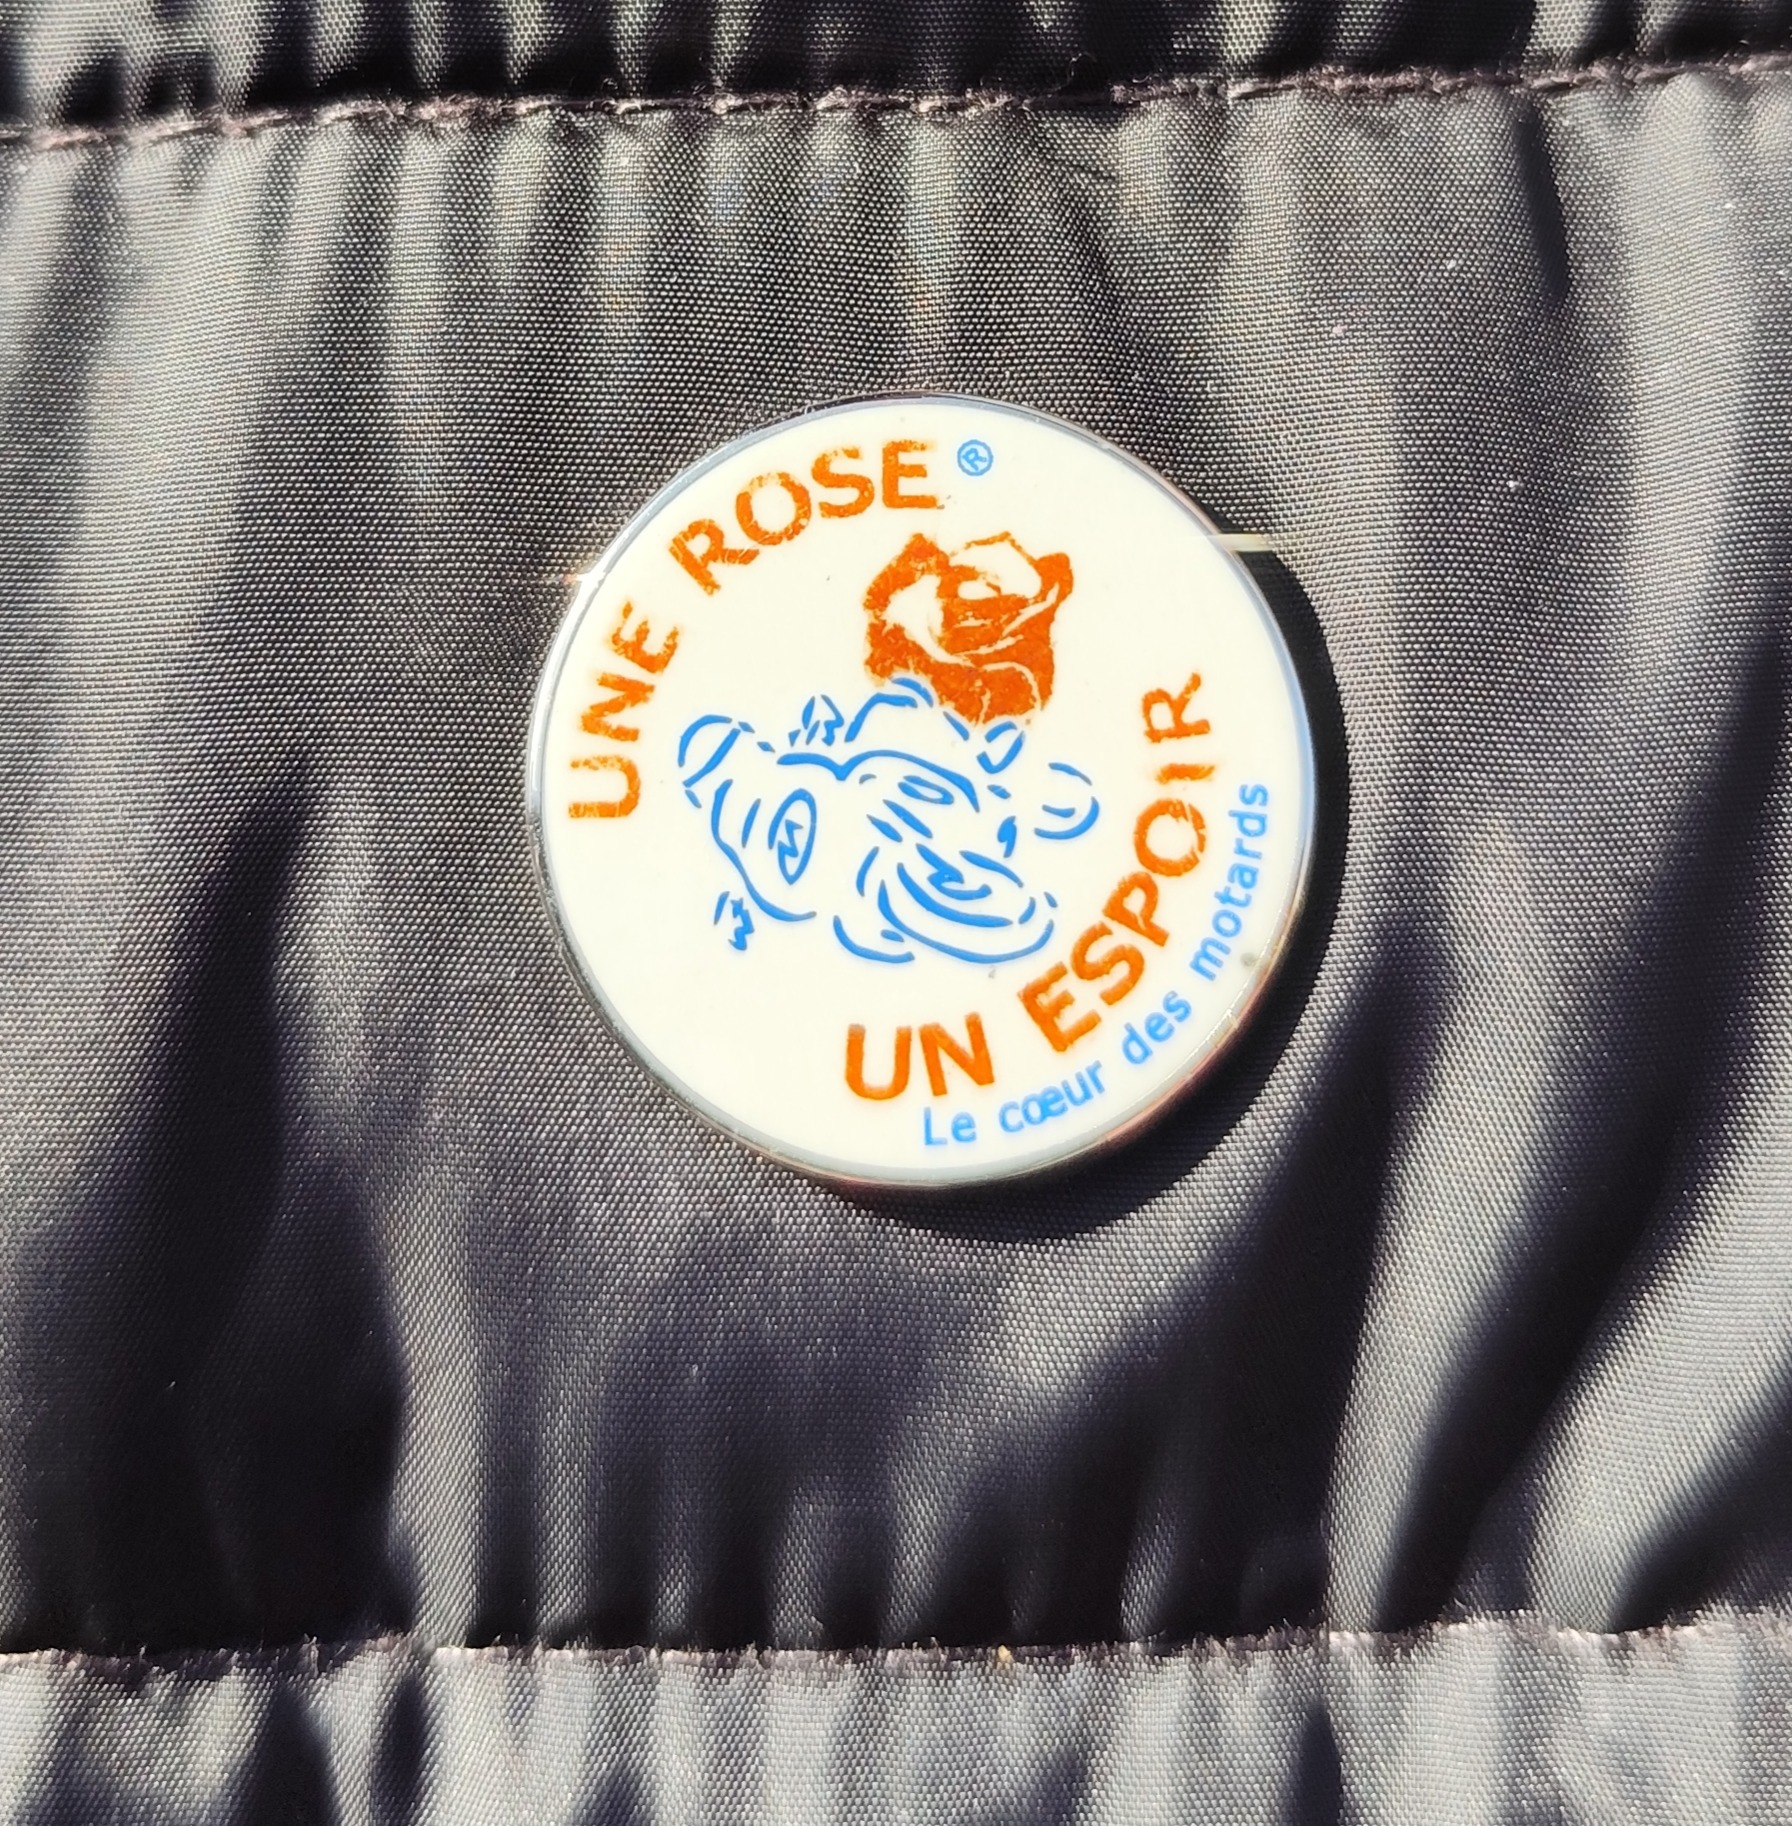 UNE ROSE®
UN ESPOIR
Le cœur des motards